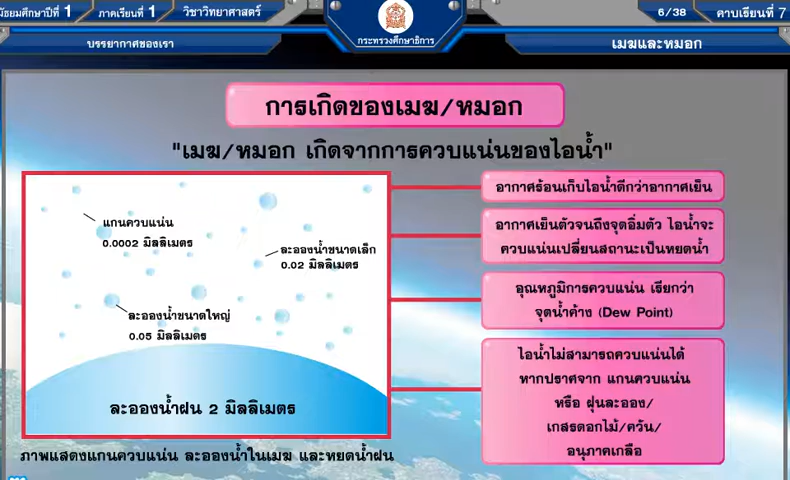 มัธยมศึกษาปีที่ 1 ภาคเรียนที่ 1 วิชาวิทยาศาสตร์
6/38 คาบเรียนที่ 7
กระทรวงศึกษาธิการ
บรรยากาศของเรา
เมฆและหมอก
การเกิดของเมฆ/หมอก
"เมฆ/หมอก เกิดจากการควบแน่นของไอน้ำ"
แกนควบแน่น
0.0002 มิลลิเมตร
ละอองน้ำขนาดเล็ก
0.02 มิลลิเมตร
ละอองน้ำขนาดใหญ่
0.05 มิลลิเมตร
ละอองน้ำฝน 2 มิลลิเมตร
ภาพแสดงแกนควบแน่น ละอองน้ำในเมฆ และหยดน้ำฝน
อากาศร้อนเก็บไอน้ำดีกว่าอากาศเย็น
อากาศเย็นตัวจนถึงจุดอิ่มตัว ไอน้ำจะ
ควบแน่นเปลี่ยนสถานะเป็นหยดน้ำ
อุณหภูมิการควบแน่น เรียกว่า
จุดน้ำค้าง (Dew Point)
ไอน้ำไม่สามารถควบแน่นได้
หากปราศจาก แกนควบแน่น
หรือ ฝุ่นละออง/
เกสรดอกไม้/ควัน/
อนุภาคเกลือ